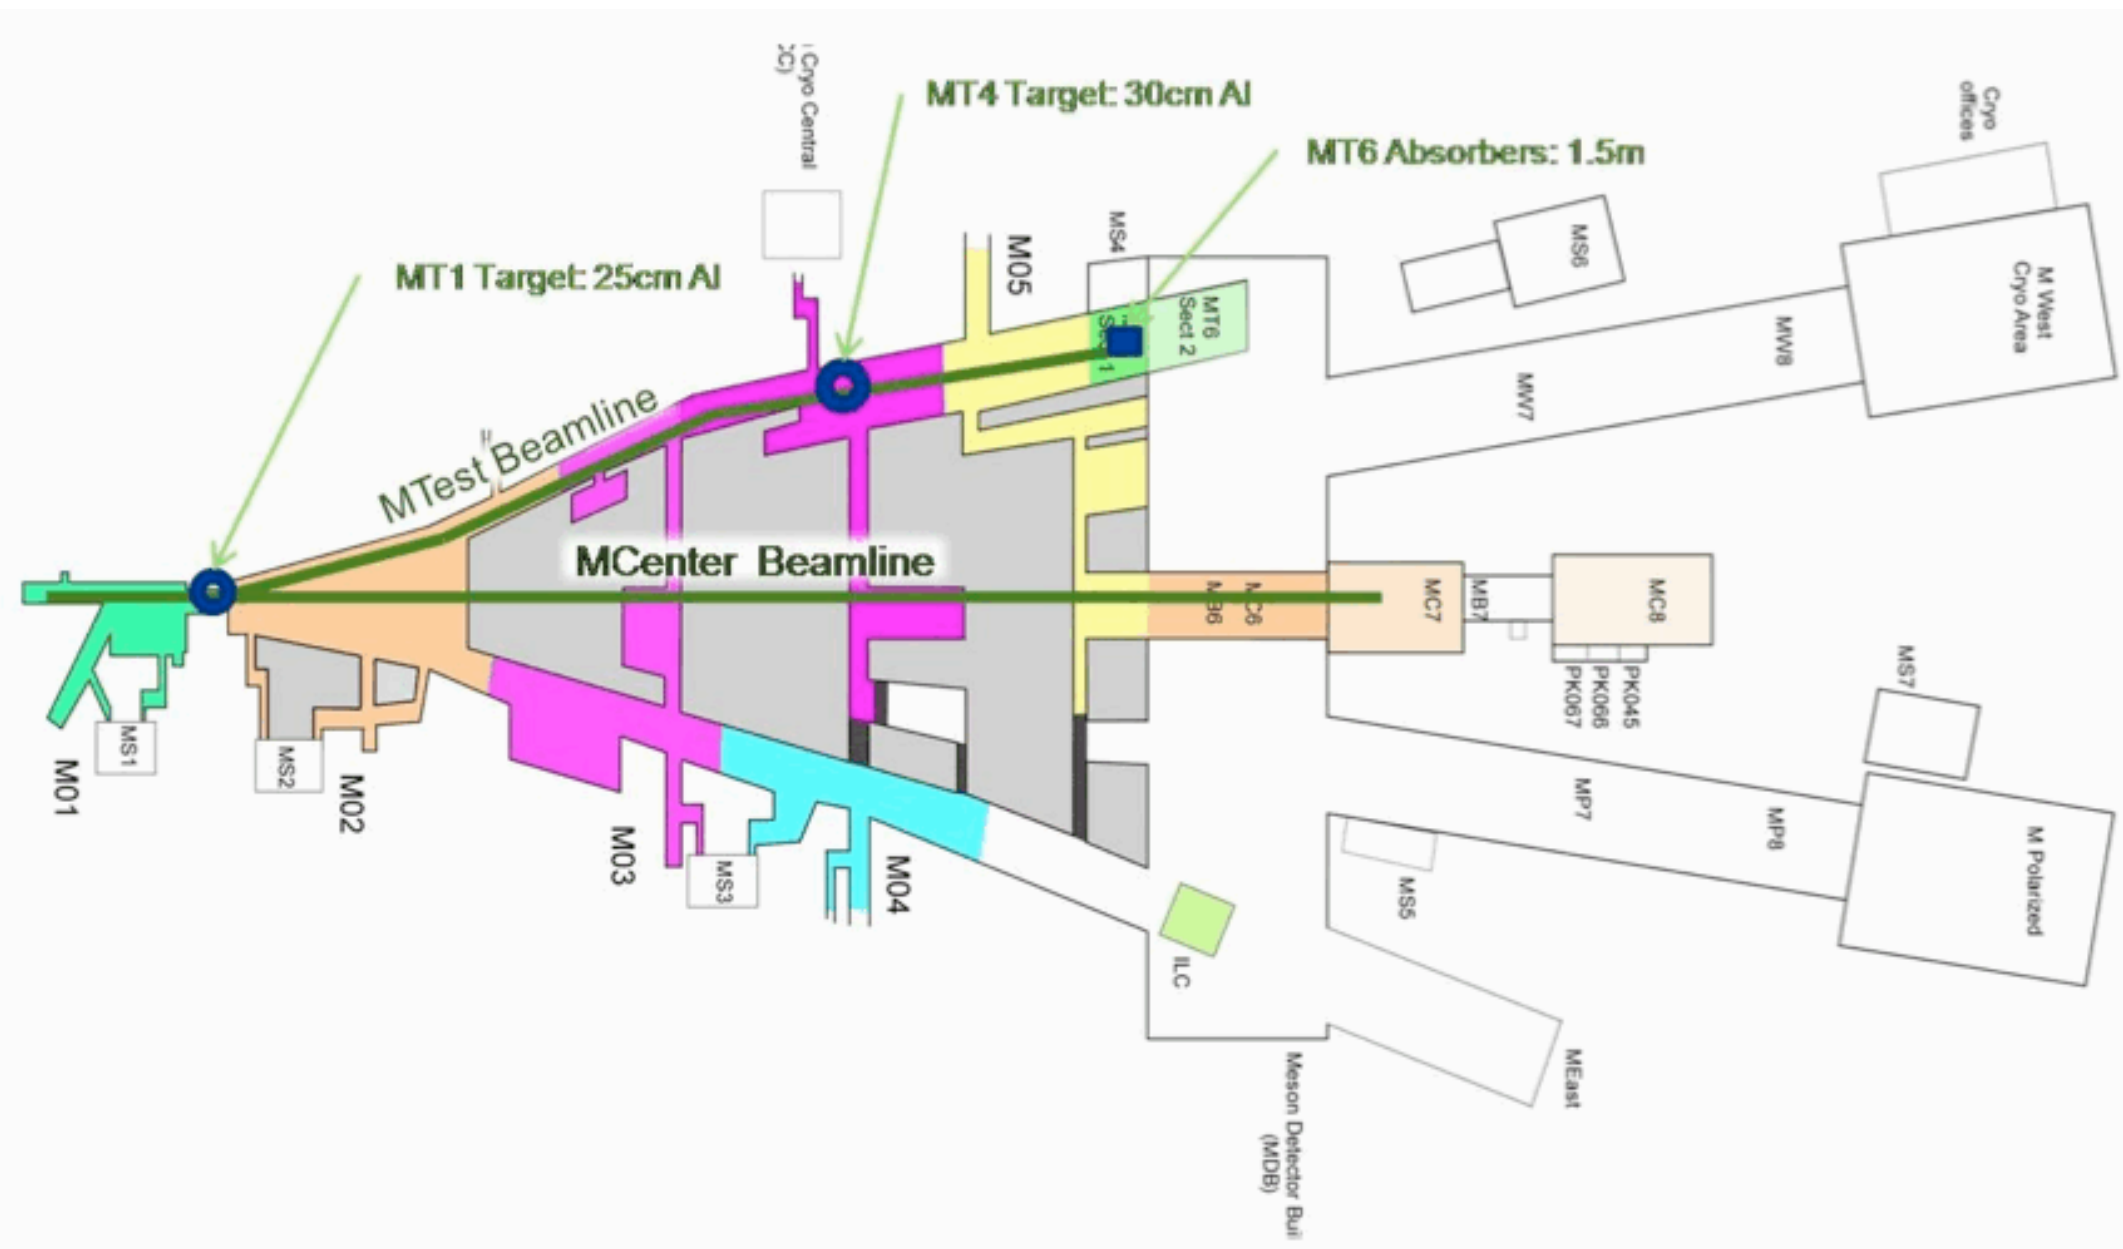 Cryo Central
MT4 Target: 30cm Al
MT6 Absorbers: 1.5m
Cryo
offices
MT1 Target: 25cm Al
M05
MS4
MS6
M West
Cryo Area
MT6
Sect 2
1
MW8
MW7
MTest Beamline
MCenter Beamline
MC6
MC7
MB7
MC8
PK067
PK066
PK045
MS7
MS1
MS2
M01
M02
M03
MS3
M04
MP7
MP8
M Polarized
MS5
ILC
MEast
Meson Detector Buil
(MDB)